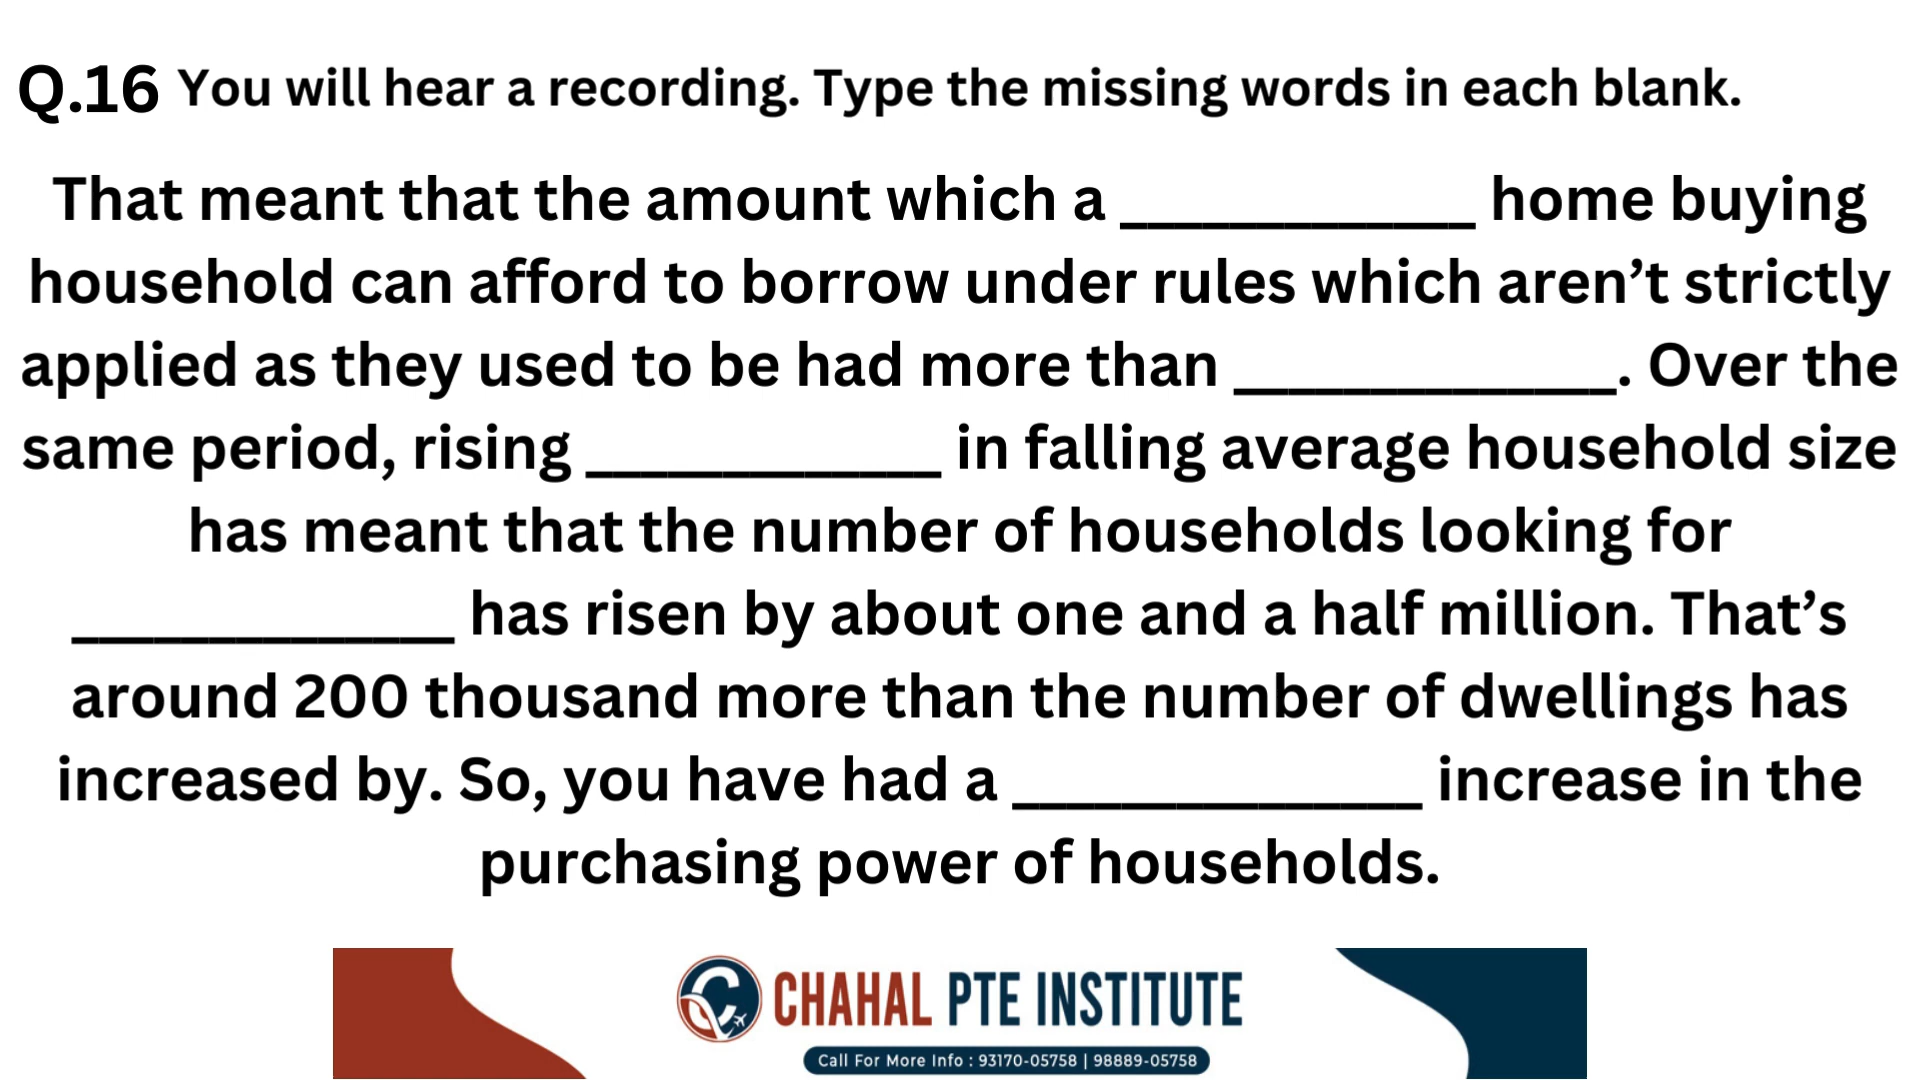 Q.16 You will hear a recording. Type the missing words in each blank.
That meant that the amount which a _____________ home buying
household can afford to borrow under rules which aren’t strictly
applied as they used to be had more than ______________. Over the
same period, rising _____________ in falling average household size
has meant that the number of households looking for
______________ has risen by about one and a half million. That’s
around 200 thousand more than the number of dwellings has
increased by. So, you have had a _______________ increase in the
purchasing power of households.
CHAHAL PTE INSTITUTE
Call For More Info : 93170-05758 | 98889-05758